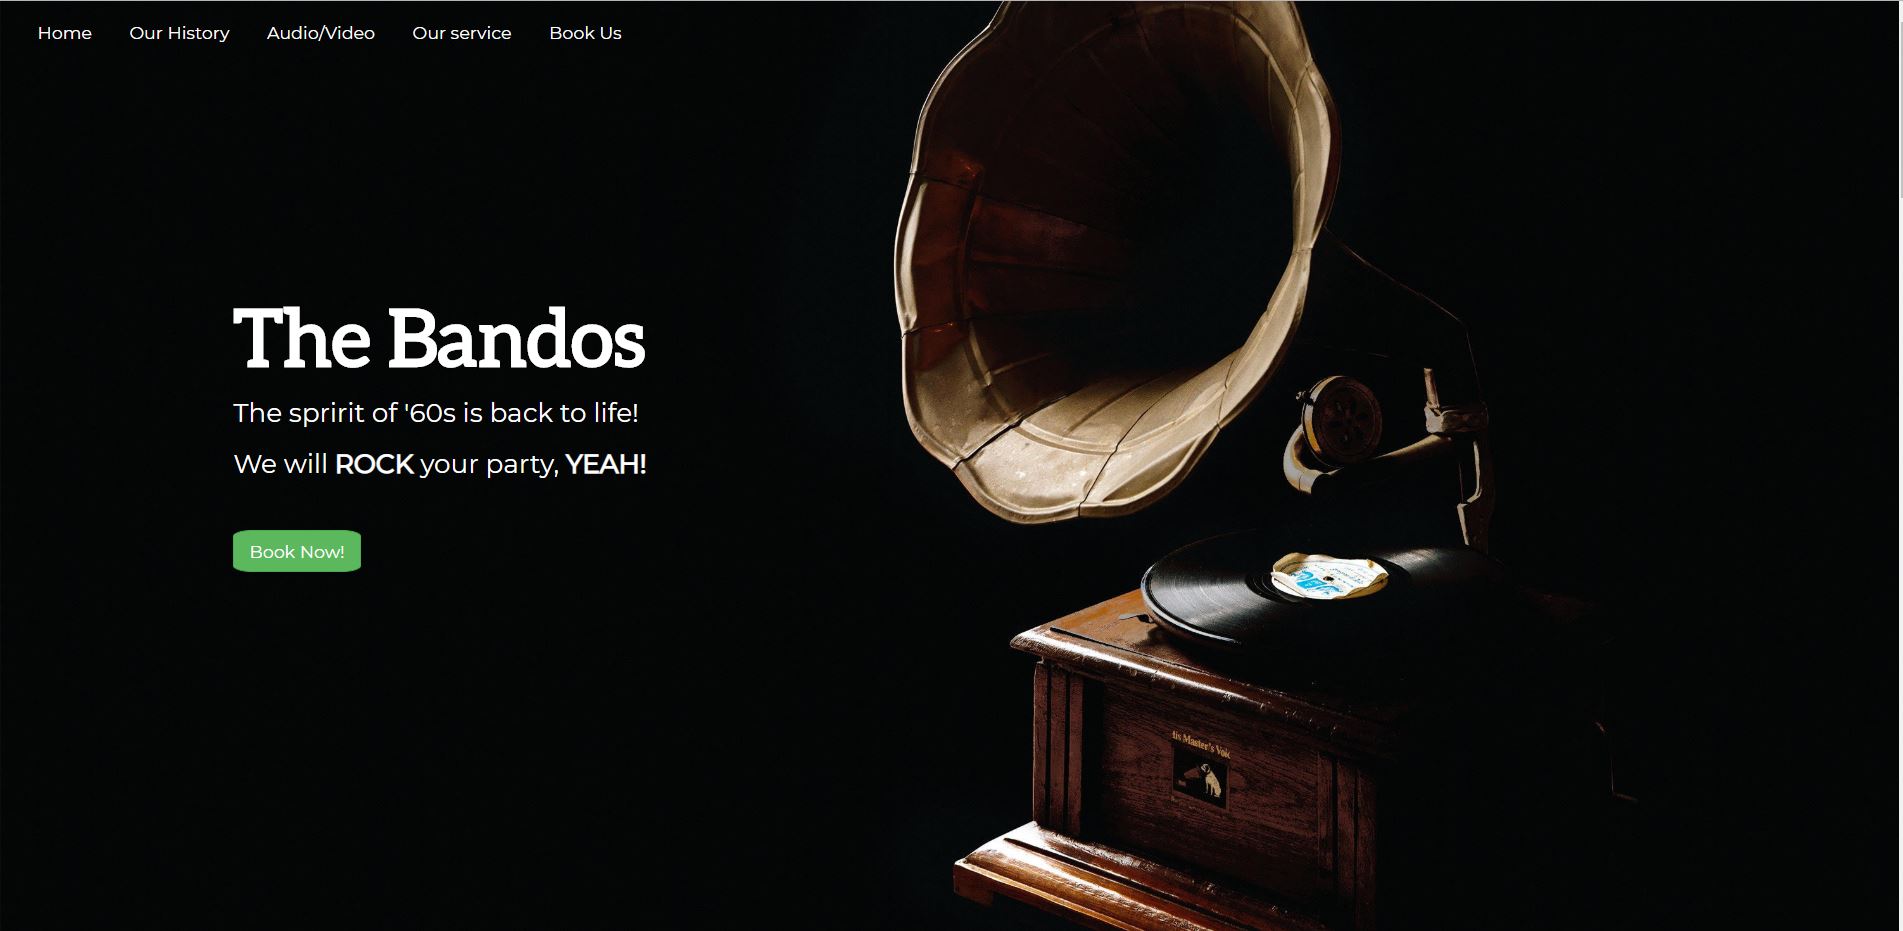 Home Our History Audio/Video Our service Book Us
The Bandos
The spririt of '60s is back to life!
We will ROCK your party, YEAH!
Book Now!
is Master's Voic